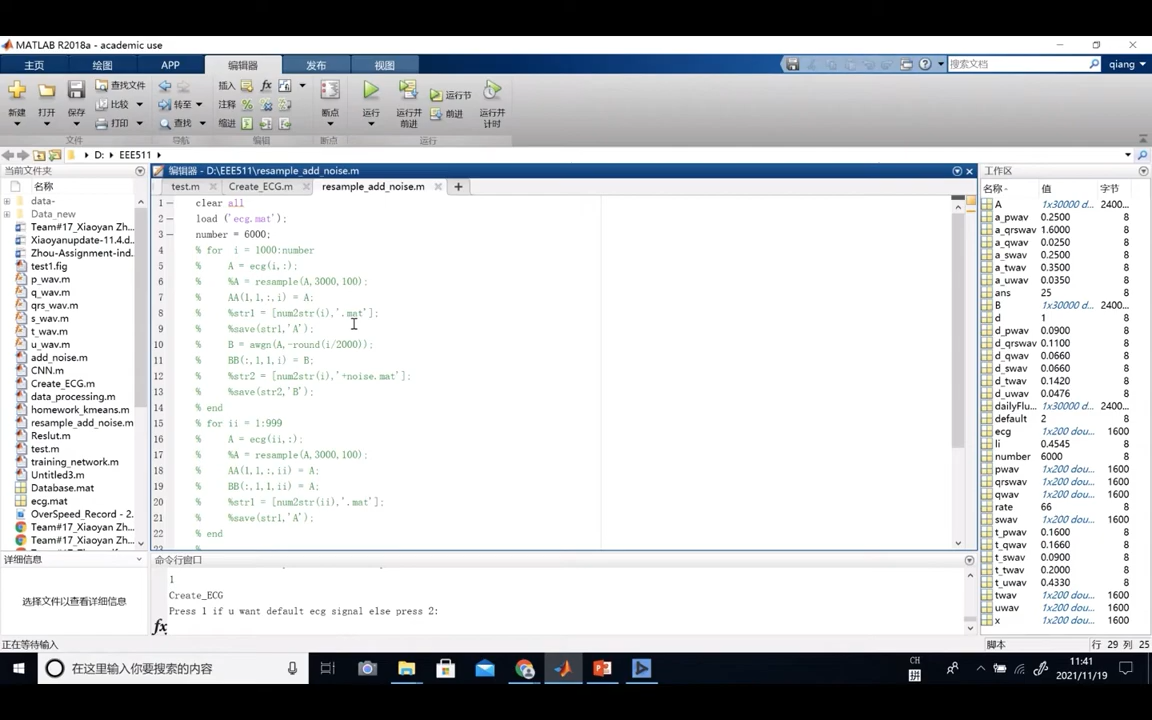 MATLAB R2018a - academic use
主页 绘图 APP 编辑器 发布 视图 搜索文档 qiang
新建 打开 保存 查找文件 比较 打印 转至 查找 插入 fx 注释 % 缩进 断点 运行 运行并前进 运行节 前进 运行并计时
文件 导航 编辑 断点 运行
D: EEE511
当前文件夹
名称
data-
Data_new
Team#17_Xiaoyan Zh...
Xiaoyanupdate-11.4.d...
Zhou-Assignment-ind...
test1.fig
p_wav.m
q_wav.m
qrs_wav.m
s_wav.m
t_wav.m
u_wav.m
add_noise.m
CNN.m
Create_ECG.m
data_processing.m
homework_kmeans.m
resample_add_noise.m
Reslut.m
test.m
training_network.m
Untitled3.m
Database.mat
ecg.mat
OverSpeed_Record - 2...
Team#17_Xiaoyan Zh...
Team#17_Xiaoyan Zh...
详细信息
选择文件以查看详细信息
编辑器 - D:\EEE511\resample_add_noise.m
test.m Create_ECG.m resample_add_noise.m
1 clear all
2 load ('ecg.mat');
3 number = 6000;
4 % for i = 1000:number
5 % A = ecg(i,:);
6 % %A = resample(A,3000,100);
7 % AA(1,1,:,i) = A;
8 % %str1 = [num2str(i),'.mat'];
9 % %save(str1,'A');
10 % B = awgn(A,-round(i/2000));
11 % BB(:,1,1,i) = B;
12 % %str2 = [num2str(i),'+noise.mat'];
13 % %save(str2,'B');
14 % end
15 % for ii = 1:999
16 % A = ecg(ii,:);
17 % %A = resample(A,3000,100);
18 % AA(1,1,:,ii) = A;
19 % BB(:,1,1,ii) = A;
20 % %str1 = [num2str(ii),'.mat'];
21 % %save(str1,'A');
22 % end
23 %
命令行窗口
1
Create_ECG
Press 1 if u want default ecg signal else press 2:
fx
工作区
名称 值 字节
A 1x30000 d... 2400...
a_pwav 0.2500 8
a_qrswav 1.6000 8
a_qwav 0.0250 8
a_swav 0.2500 8
a_twav 0.3500 8
a_uwav 0.0350 8
ans 25 8
B 1x30000 d... 2400...
d 1 8
d_pwav 0.0900 8
d_qrswav 0.1100 8
d_qwav 0.0660 8
d_swav 0.0660 8
d_twav 0.1420 8
d_uwav 0.0476 8
dailyFlu... 1x30000 d... 2400...
default 2 8
ecg 1x200 dou... 1600
li 0.4545 8
number 6000 8
pwav 1x200 dou... 1600
qrswav 1x200 dou... 1600
qwav 1x200 dou... 1600
rate 66 8
swav 1x200 dou... 1600
t_pwav 0.1600 8
t_qwav 0.1660 8
t_swav 0.0900 8
t_twav 0.2000 8
t_uwav 0.4330 8
twav 1x200 dou... 1600
uwav 1x200 dou... 1600
x 1x200 dou... 1600
正在等待输入 脚本 行 29 列 25
在这里输入你要搜索的内容
CH
拼
11:41
2021/11/19